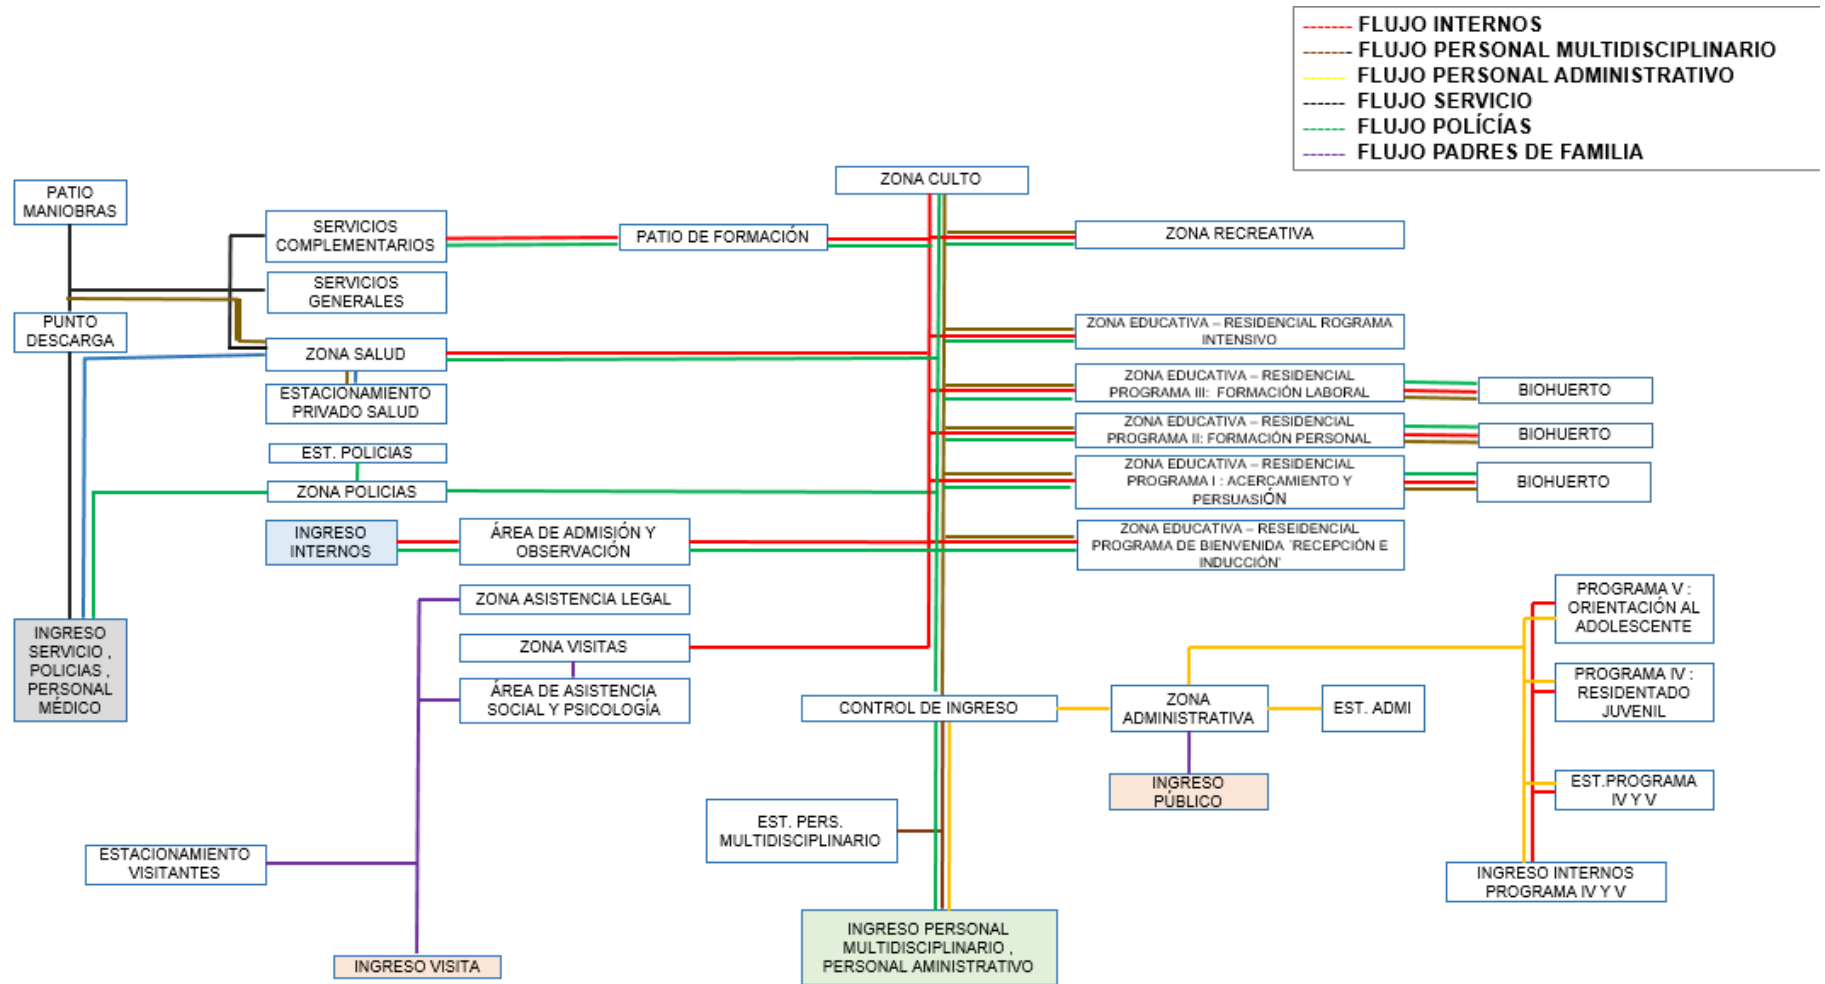 FLUJO INTERNOS
FLUJO PERSONAL MULTIDISCIPLINARIO
FLUJO PERSONAL ADMINISTRATIVO
FLUJO SERVICIO
FLUJO POLÍCÍAS
FLUJO PADRES DE FAMILIA
ZONA CULTO
PATIO
MANIOBRAS
SERVICIOS
COMPLEMENTARIOS
PATIO DE FORMACIÓN
ZONA RECREATIVA
SERVICIOS
GENERALES
PUNTO
DESCARGA
ZONA EDUCATIVA – RESIDENCIAL ROGRAMA
INTENSIVO
ZONA SALUD
ESTACIONAMIENTO
PRIVADO SALUD
ZONA EDUCATIVA – RESIDENCIAL
PROGRAMA III: FORMACIÓN LABORAL
BIOHUERTO
ZONA EDUCATIVA – RESIDENCIAL
PROGRAMA II: FORMACIÓN PERSONAL
BIOHUERTO
EST. POLICIAS
ZONA POLICIAS
ZONA EDUCATIVA – RESIDENCIAL
PROGRAMA I : ACERCAMIENTO Y
PERSUASIÓN
BIOHUERTO
INGRESO
INTERNOS
ÁREA DE ADMISIÓN Y
OBSERVACIÓN
ZONA EDUCATIVA – RESEIDENCIAL
PROGRAMA DE BIENVENIDA ¨RECEPCIÓN E
INDUCCIÓN¨
ZONA ASISTENCIA LEGAL
PROGRAMA V :
ORIENTACIÓN AL
ADOLESCENTE
INGRESO
SERVICIO ,
POLICIAS ,
PERSONAL
MÉDICO
ZONA VISITAS
ÁREA DE ASISTENCIA
SOCIAL Y PSICOLOGÍA
CONTROL DE INGRESO
ZONA
ADMINISTRATIVA
EST. ADMI
PROGRAMA IV :
RESIDENTADO
JUVENIL
INGRESO
PÚBLICO
EST.PROGRAMA
IV Y V
EST. PERS.
MULTIDISCIPLINARIO
ESTACIONAMIENTO
VISITANTES
INGRESO INTERNOS
PROGRAMA IV Y V
INGRESO PERSONAL
MULTIDISCIPLINARIO ,
PERSONAL AMINISTRATIVO
INGRESO VISITA